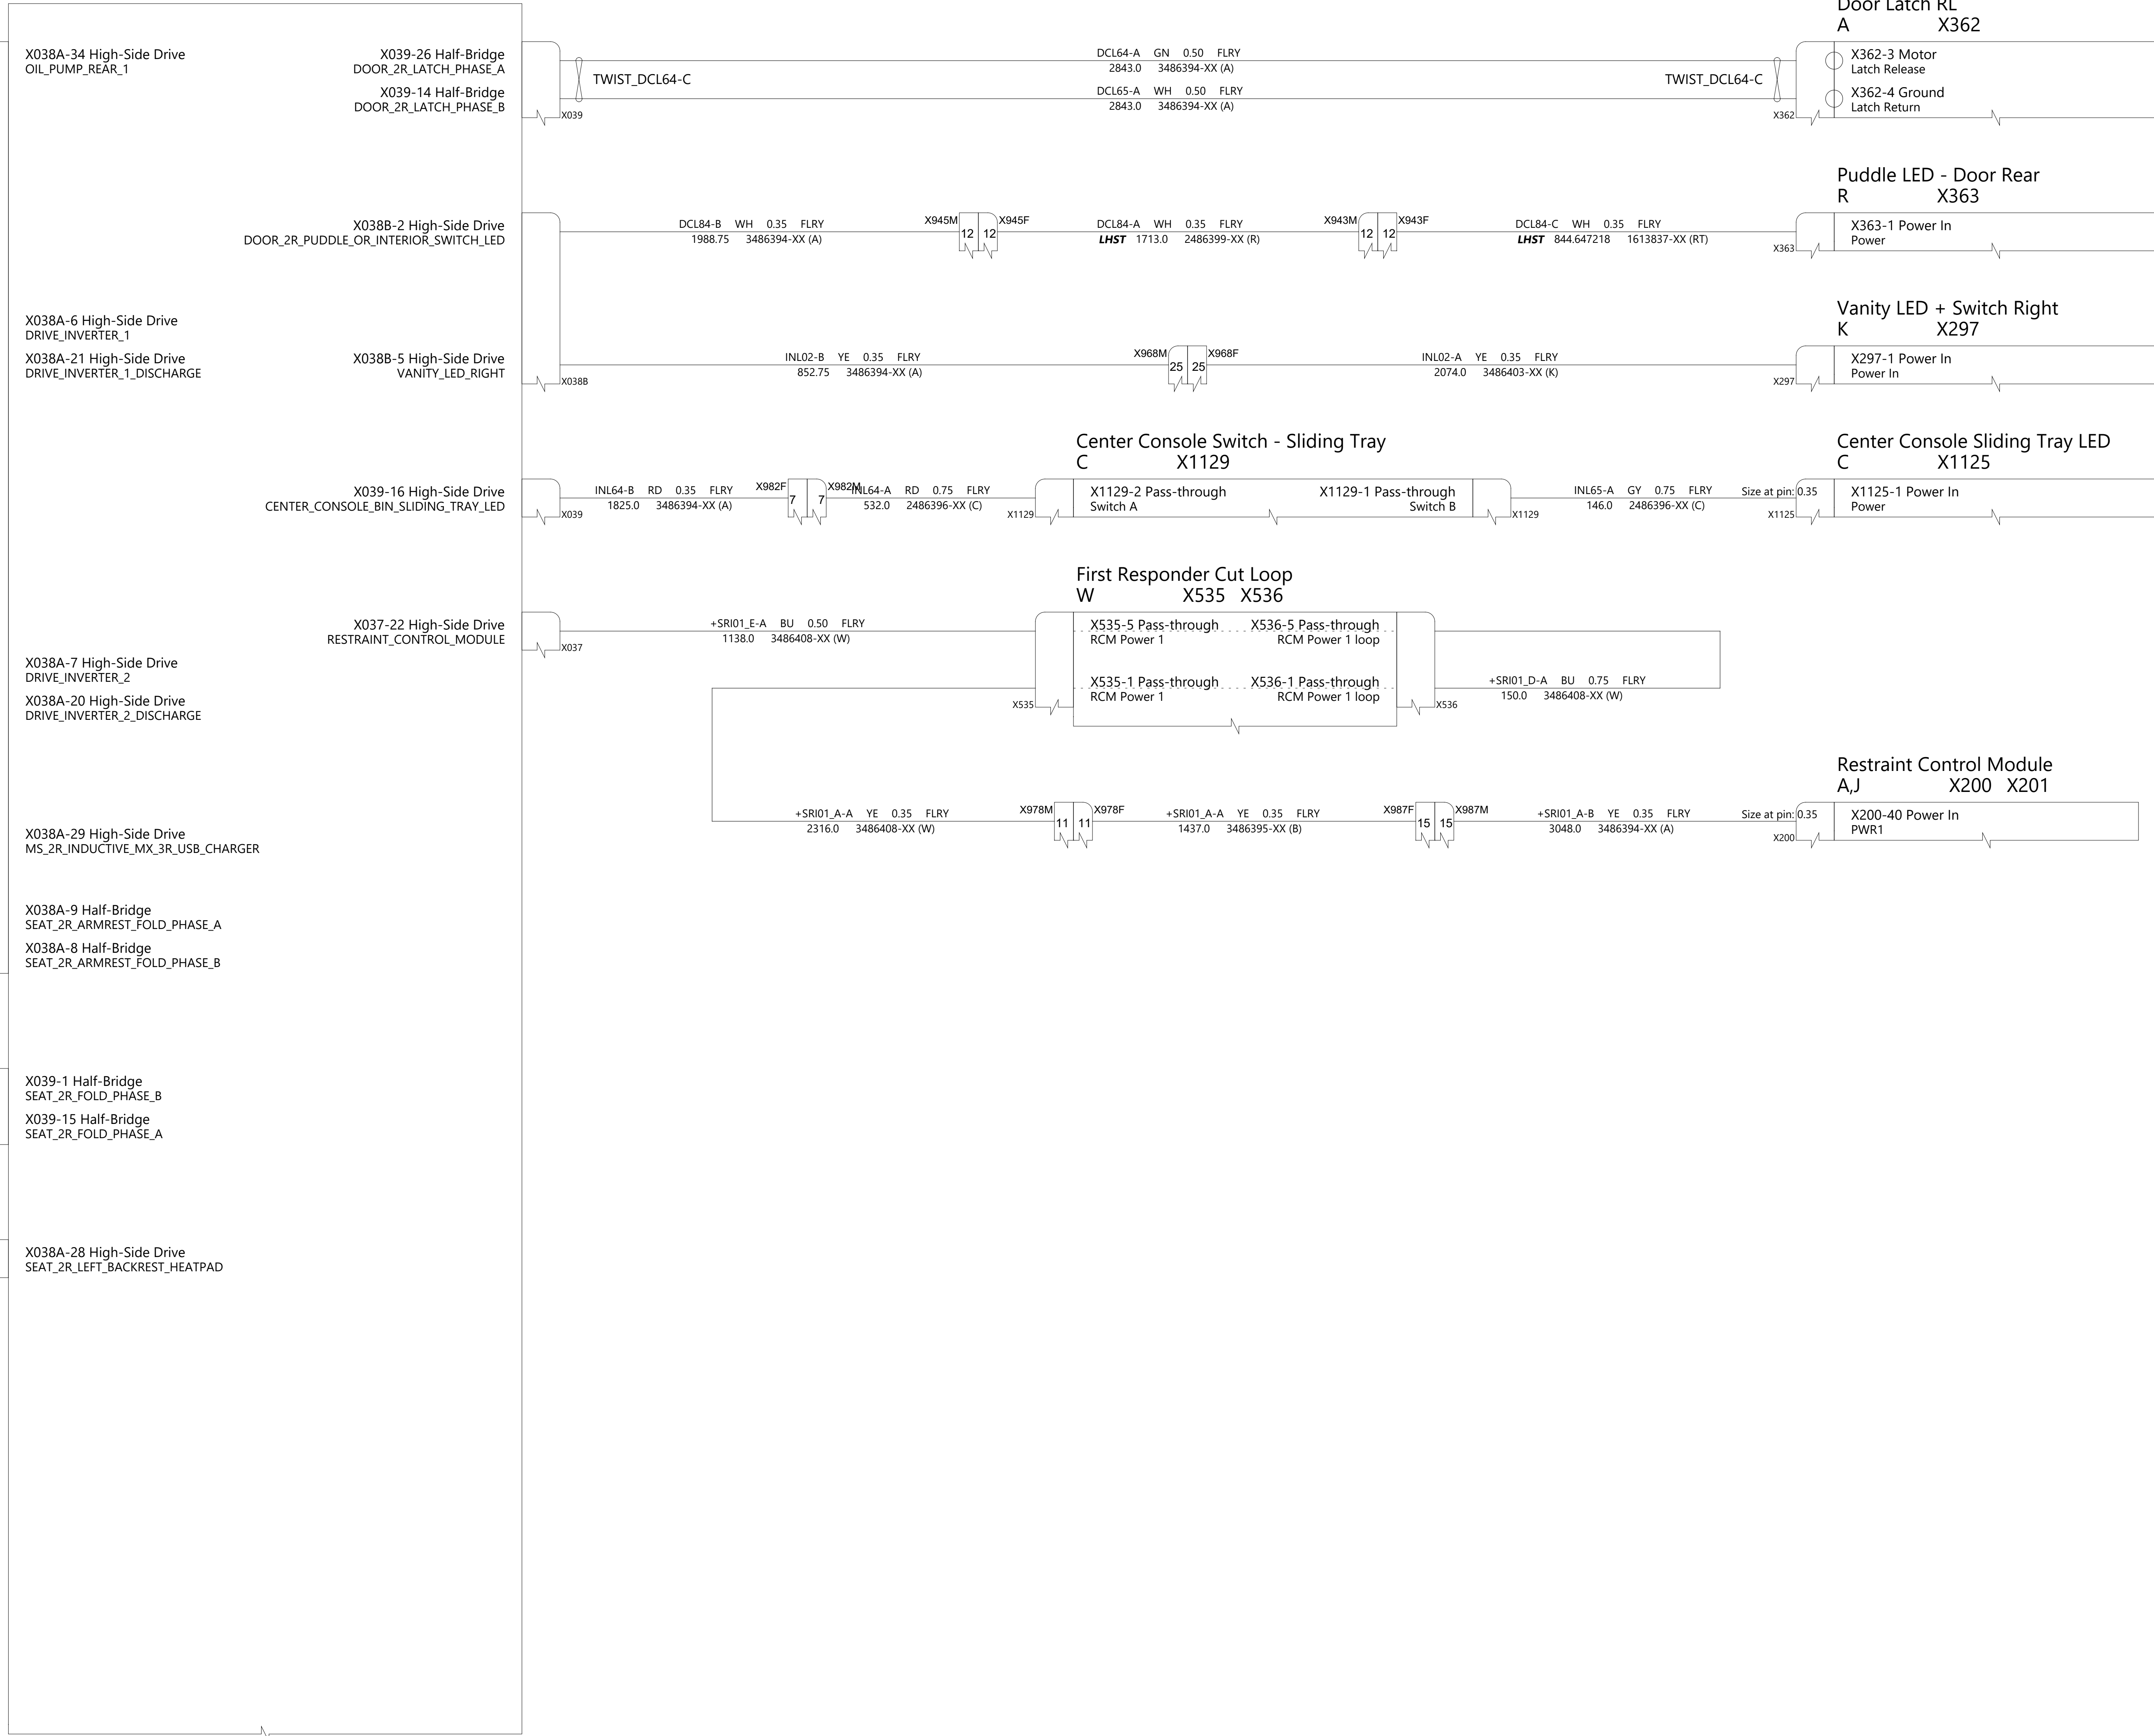 Door Latch RL
A X362
X038A-34 High-Side Drive
OIL_PUMP_REAR_1
X039-26 Half-Bridge
DOOR_2R_LATCH_PHASE_A
X039-14 Half-Bridge
DOOR_2R_LATCH_PHASE_B
X039
TWIST_DCL64-C
DCL64-A GN 0.50 FLRY
2843.0 3486394-XX (A)
DCL65-A WH 0.50 FLRY
2843.0 3486394-XX (A)
TWIST_DCL64-C
X362
X362-3 Motor
Latch Release
X362-4 Ground
Latch Return
Puddle LED - Door Rear
R X363
X038B-2 High-Side Drive
DOOR_2R_PUDDLE_OR_INTERIOR_SWITCH_LED
DCL84-B WH 0.35 FLRY
1988.75 3486394-XX (A)
X945M 12 12 X945F
DCL84-A WH 0.35 FLRY
LHST 1713.0 2486399-XX (R)
X943M 12 12 X943F
DCL84-C WH 0.35 FLRY
LHST 844.647218 1613837-XX (RT)
X363
X363-1 Power In
Power
Vanity LED + Switch Right
K X297
X038A-6 High-Side Drive
DRIVE_INVERTER_1
X038A-21 High-Side Drive
DRIVE_INVERTER_1_DISCHARGE
X038B-5 High-Side Drive
VANITY_LED_RIGHT
X038B
INL02-B YE 0.35 FLRY
852.75 3486394-XX (A)
X968M 25 25 X968F
INL02-A YE 0.35 FLRY
2074.0 3486403-XX (K)
X297
X297-1 Power In
Power In
Center Console Switch - Sliding Tray
C X1129
Center Console Sliding Tray LED
C X1125
X039-16 High-Side Drive
CENTER_CONSOLE_BIN_SLIDING_TRAY_LED
X039
INL64-B RD 0.35 FLRY
1825.0 3486394-XX (A)
X982F 7 7 X982M
INL64-A RD 0.75 FLRY
532.0 2486396-XX (C)
X1129
X1129-2 Pass-through
Switch A
X1129-1 Pass-through
Switch B
X1129
INL65-A GY 0.75 FLRY
146.0 2486396-XX (C)
Size at pin: 0.35
X1125
X1125-1 Power In
Power
First Responder Cut Loop
W X535 X536
X037-22 High-Side Drive
RESTRAINT_CONTROL_MODULE
X037
+SRI01_E-A BU 0.50 FLRY
1138.0 3486408-XX (W)
X535-5 Pass-through
RCM Power 1
X536-5 Pass-through
RCM Power 1 loop
X535-1 Pass-through
RCM Power 1
X536-1 Pass-through
RCM Power 1 loop
X535
X536
+SRI01_D-A BU 0.75 FLRY
150.0 3486408-XX (W)
X038A-7 High-Side Drive
DRIVE_INVERTER_2
X038A-20 High-Side Drive
DRIVE_INVERTER_2_DISCHARGE
Restraint Control Module
A,J X200 X201
+SRI01_A-A YE 0.35 FLRY
2316.0 3486408-XX (W)
X978M 11 11 X978F
+SRI01_A-A YE 0.35 FLRY
1437.0 3486395-XX (B)
X987F 15 15 X987M
+SRI01_A-B YE 0.35 FLRY
3048.0 3486394-XX (A)
Size at pin: 0.35
X200
X200-40 Power In
PWR1
X038A-29 High-Side Drive
MS_2R_INDUCTIVE_MX_3R_USB_CHARGER
X038A-9 Half-Bridge
SEAT_2R_ARMREST_FOLD_PHASE_A
X038A-8 Half-Bridge
SEAT_2R_ARMREST_FOLD_PHASE_B
X039-1 Half-Bridge
SEAT_2R_FOLD_PHASE_B
X039-15 Half-Bridge
SEAT_2R_FOLD_PHASE_A
X038A-28 High-Side Drive
SEAT_2R_LEFT_BACKREST_HEATPAD